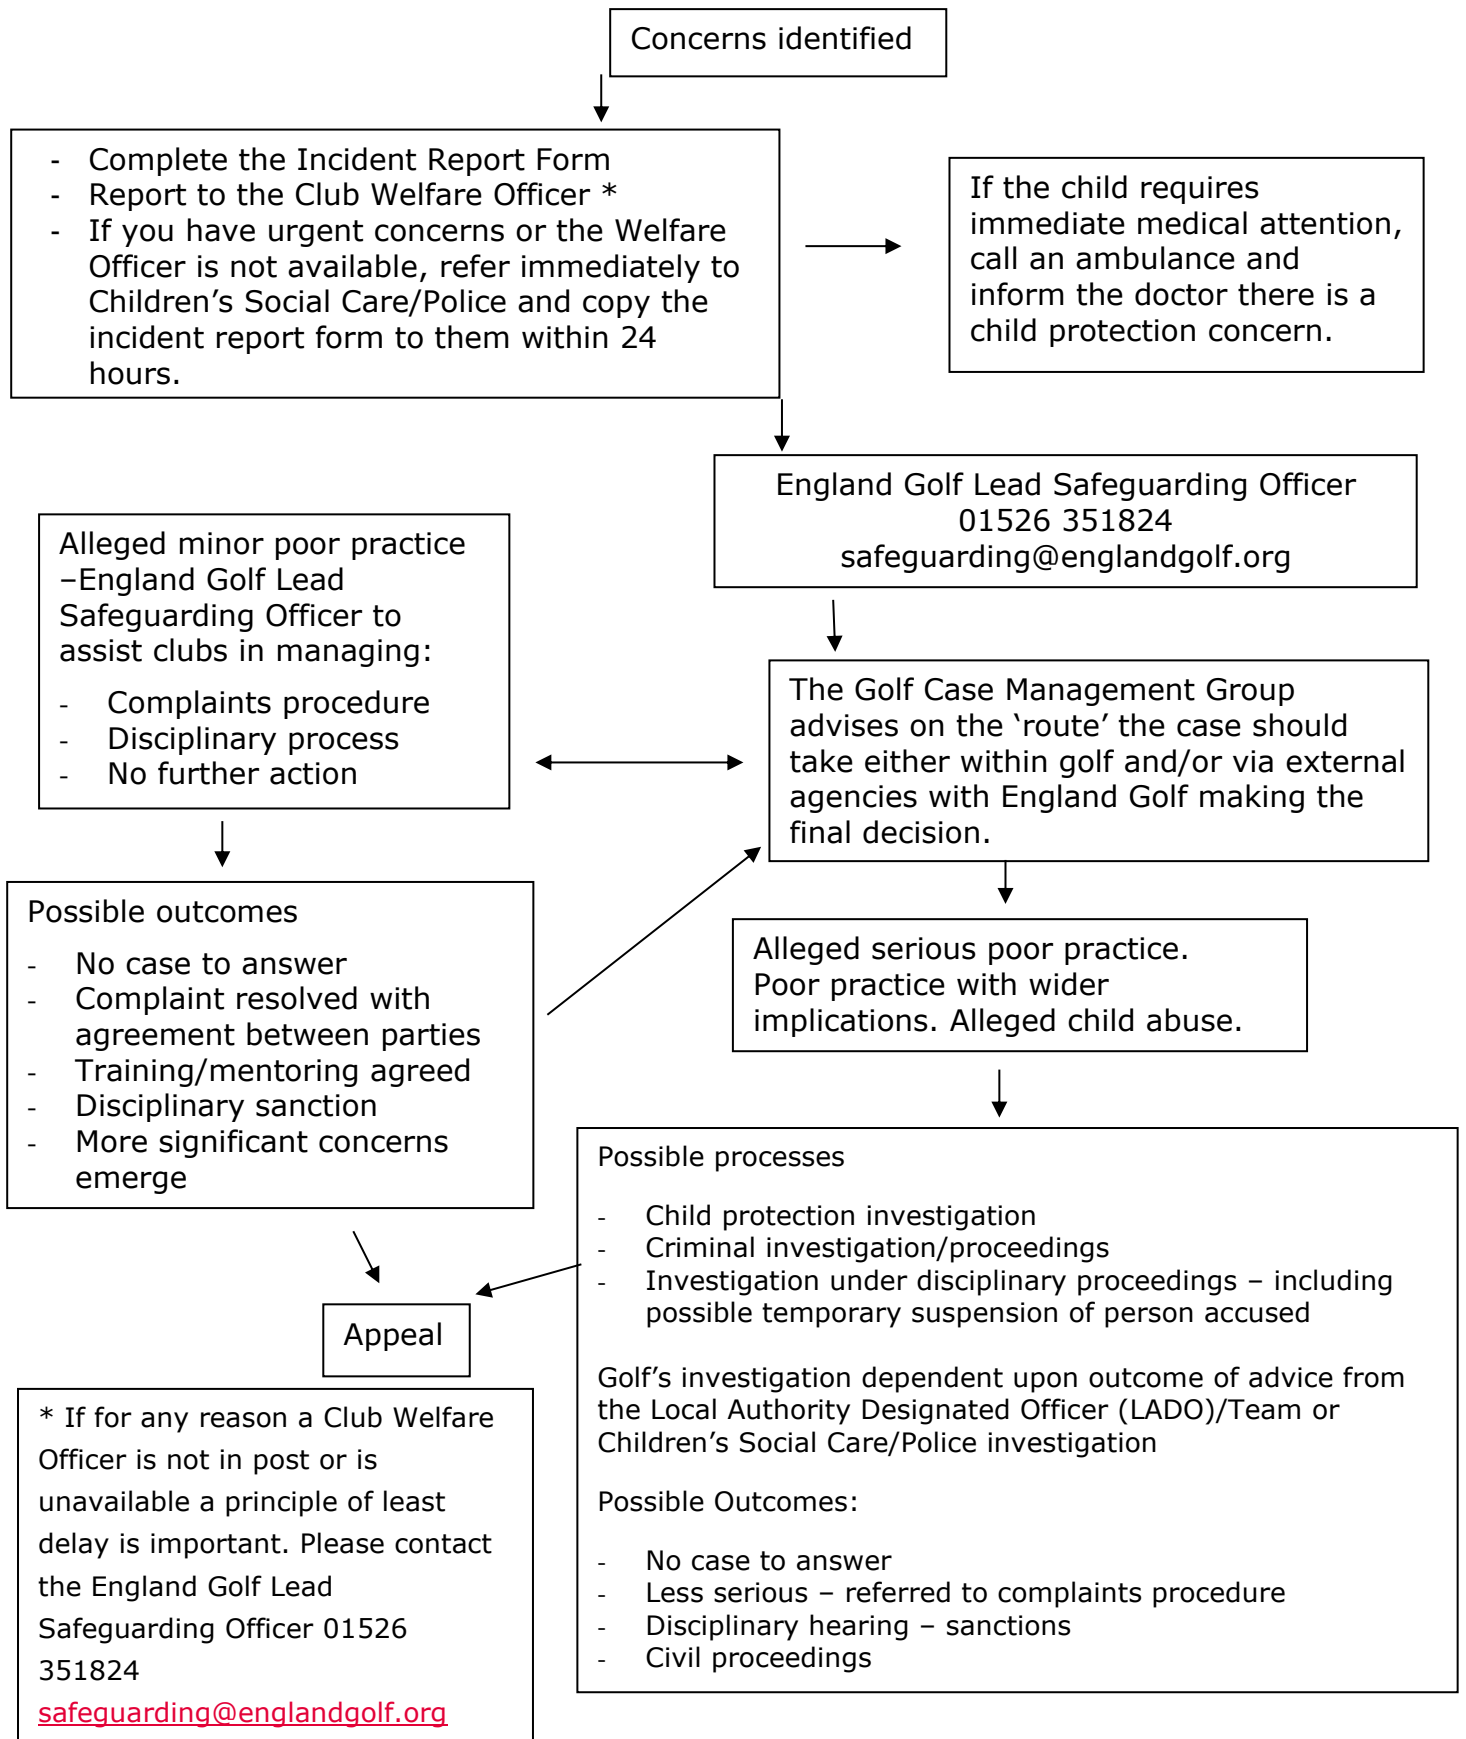 Concerns identified
- Complete the Incident Report Form
- Report to the Club Welfare Officer *
- If you have urgent concerns or the Welfare
Officer is not available, refer immediately to
Children’s Social Care/Police and copy the
incident report form to them within 24
hours.
If the child requires
immediate medical attention,
call an ambulance and
inform the doctor there is a
child protection concern.
England Golf Lead Safeguarding Officer
01526 351824
safeguarding@englandgolf.org
Alleged minor poor practice
–England Golf Lead
Safeguarding Officer to
assist clubs in managing:
- Complaints procedure
- Disciplinary process
- No further action
The Golf Case Management Group
advises on the ‘route’ the case should
take either within golf and/or via external
agencies with England Golf making the
final decision.
Possible outcomes
- No case to answer
- Complaint resolved with
agreement between parties
- Training/mentoring agreed
- Disciplinary sanction
- More significant concerns
emerge
Alleged serious poor practice.
Poor practice with wider
implications. Alleged child abuse.
Possible processes
- Child protection investigation
- Criminal investigation/proceedings
- Investigation under disciplinary proceedings – including
possible temporary suspension of person accused
Golf’s investigation dependent upon outcome of advice from
the Local Authority Designated Officer (LADO)/Team or
Children’s Social Care/Police investigation
Possible Outcomes:
- No case to answer
- Less serious – referred to complaints procedure
- Disciplinary hearing – sanctions
- Civil proceedings
Appeal
* If for any reason a Club Welfare
Officer is not in post or is
unavailable a principle of least
delay is important. Please contact
the England Golf Lead
Safeguarding Officer 01526
351824
safeguarding@englandgolf.org